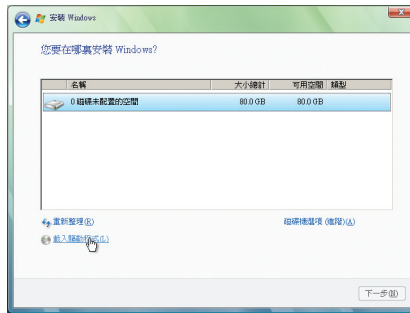 安裝 Windows
您要在哪裏安裝 Windows?
名稱 大小總計 可用空間 類型
0 磁碟未配置的空間 80.0 GB 80.0 GB
重新整理(R) 磁碟機選項 (進階)(A)
載入驅動程式(L)
下一步(N)